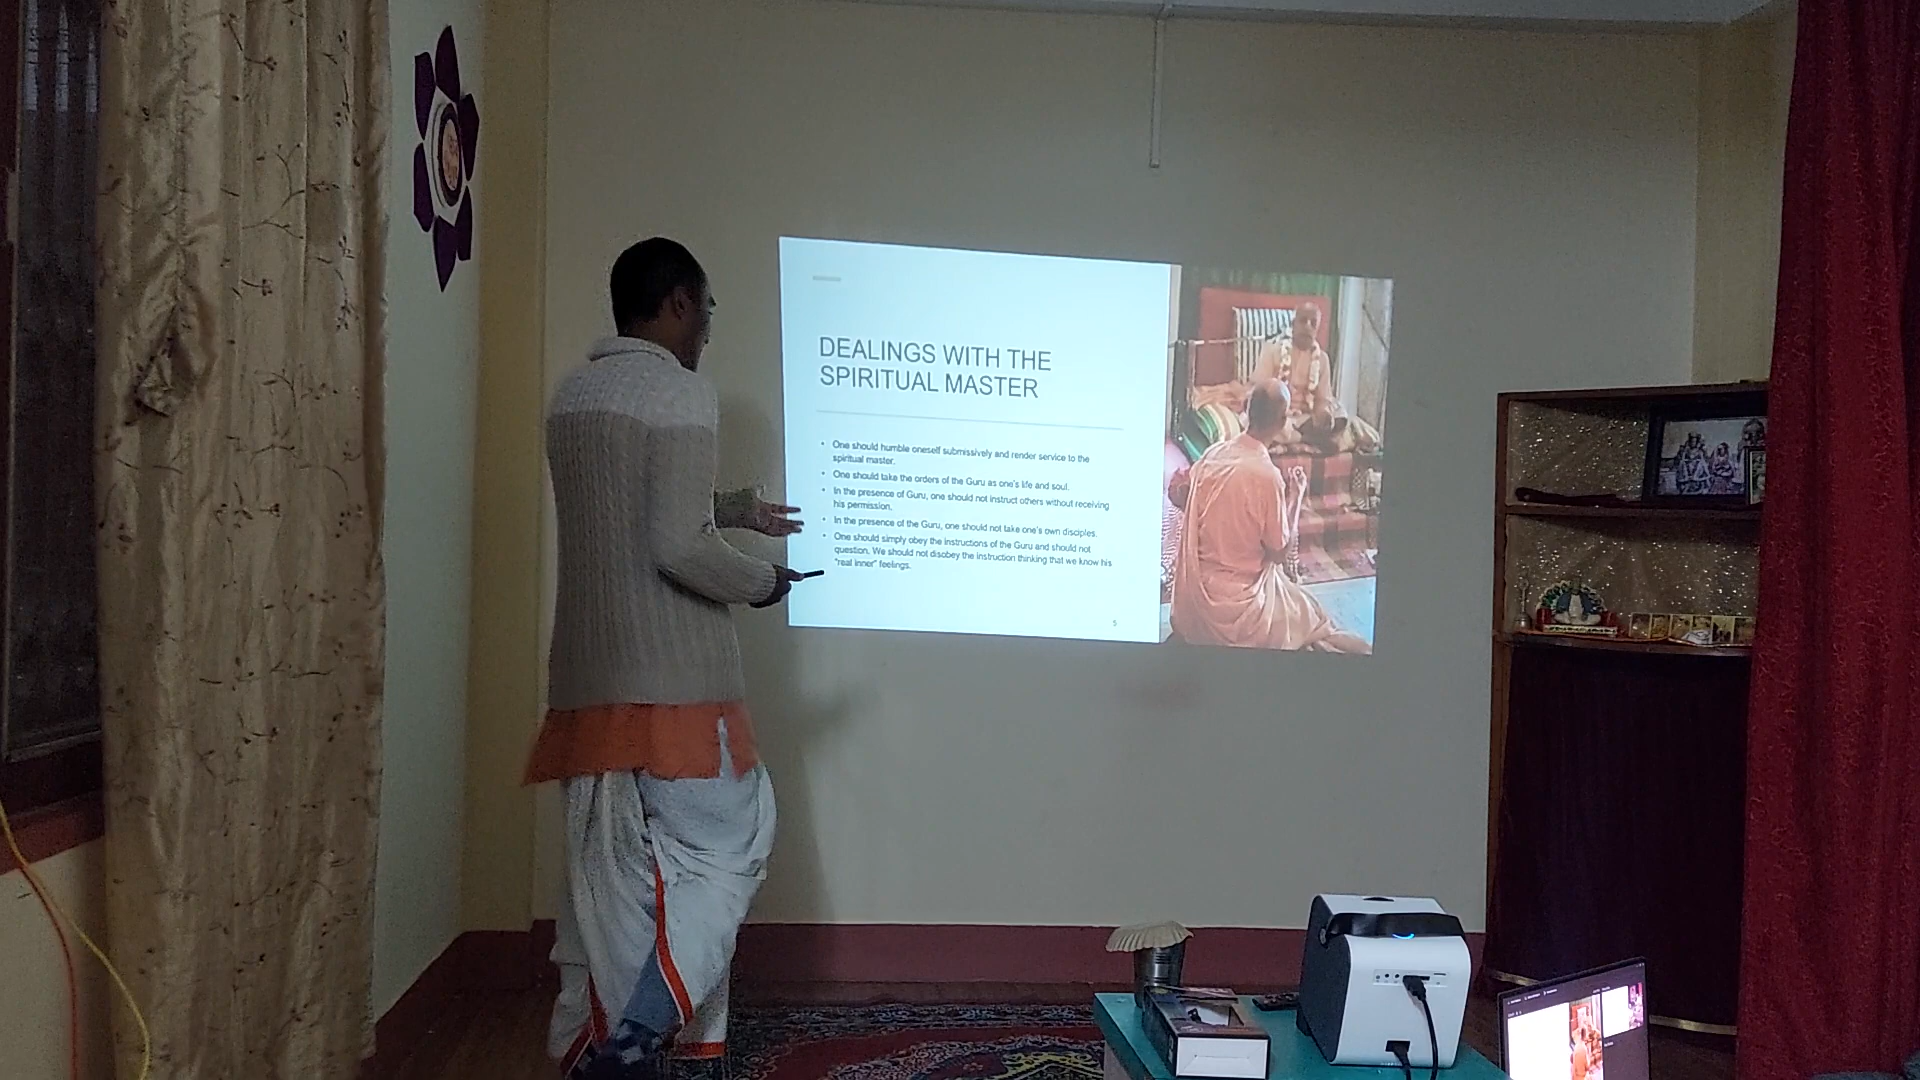 DEALINGS WITH THE
SPIRITUAL MASTER
• One should humble oneself submissively and render service to the
spiritual master.
• One should take the orders of the Guru as one's life and soul.
• In the presence of Guru, one should not instruct others without receiving
his permission.
• In the presence of the Guru, one should not take one's own disciples.
• One should simply obey the instructions of the Guru and should not
question. We should not disobey the instruction thinking that we know his
"real inner" feelings.
5